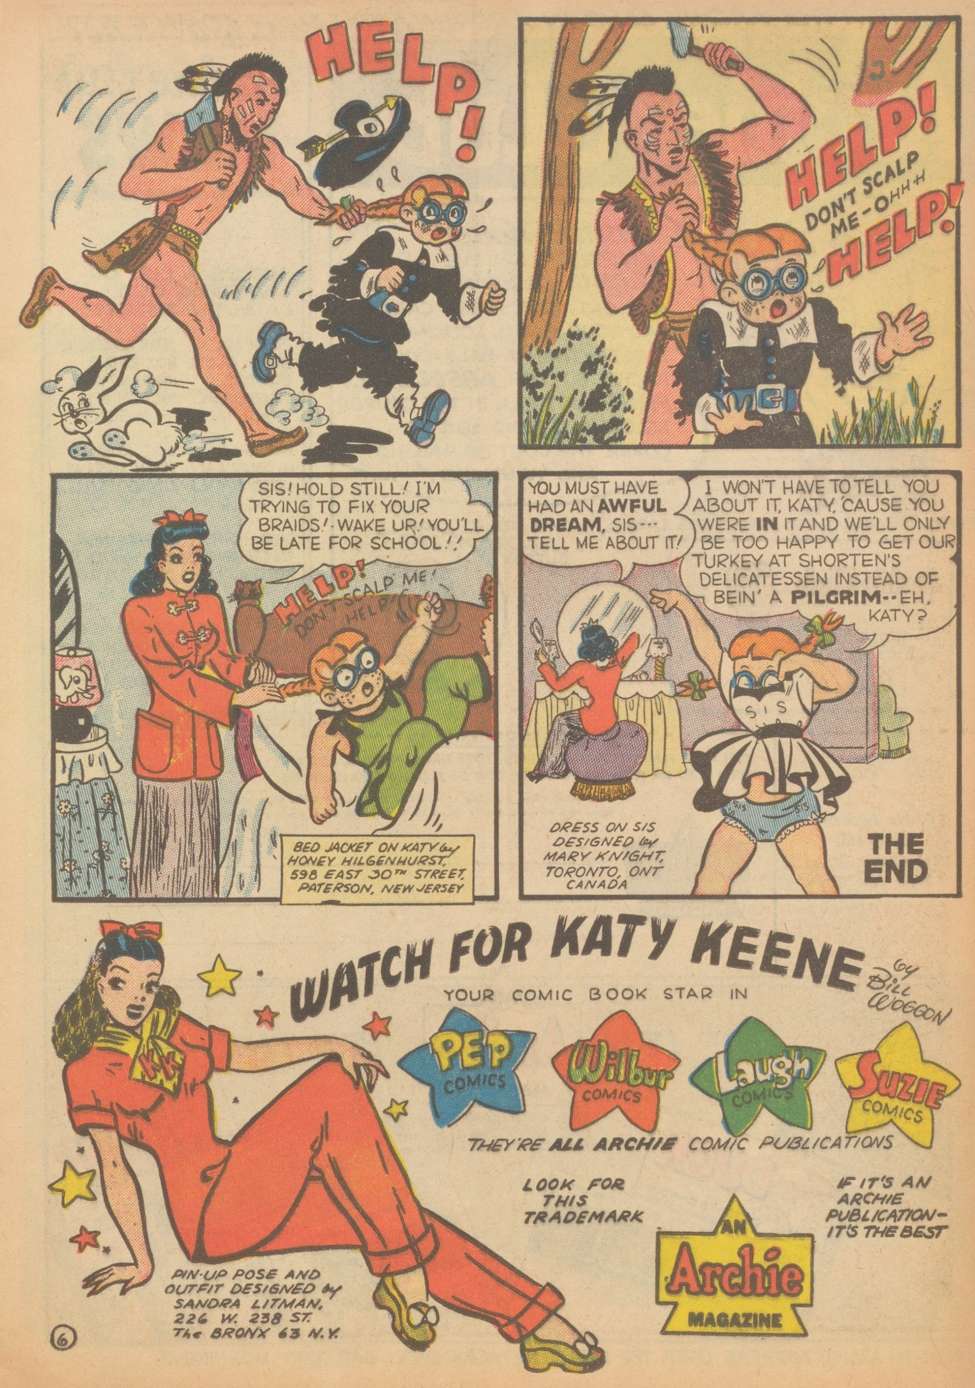 HELP!
HELP!
DON'T SCALP
ME-OHHH
HELP!
SIS! HOLD STILL! I'M
TRYING TO FIX YOUR
BRAIDS! - WAKE UP! YOU'LL
BE LATE FOR SCHOOL!!
HELP!
DON'T SCALP ME!
HELP!
BED JACKET ON KATY by
HONEY HILGENHURST,
598 EAST 30TH STREET,
PATERSON, NEW JERSEY
YOU MUST HAVE
HAD AN AWFUL
DREAM, SIS---
TELL ME ABOUT IT!
I WON'T HAVE TO TELL YOU
ABOUT IT, KATY, 'CAUSE YOU
WERE IN IT AND WE'LL ONLY
BE TOO HAPPY TO GET OUR
TURKEY AT SHORTEN'S
DELICATESSEN INSTEAD OF
BEIN' A PILGRIM--EH,
KATY?
SIS
DRESS ON SIS
DESIGNED by
MARY KNIGHT,
TORONTO, ONT
CANADA
THE
END
WATCH FOR KATY KEENE
by
BILL
WOGGON
YOUR COMIC BOOK STAR IN
PEP
COMICS
Wilbur
COMICS
Laugh
COMICS
SUZIE
COMICS
THEY'RE ALL ARCHIE COMIC PUBLICATIONS
KK
LOOK FOR
THIS
TRADEMARK
AN
Archie
MAGAZINE
IF IT'S AN
ARCHIE
PUBLICATION-
IT'S THE BEST
PIN-UP POSE AND
OUTFIT DESIGNED by
SANDRA LITMAN,
226 W. 238 ST.
The BRONX 63 N.Y.
6